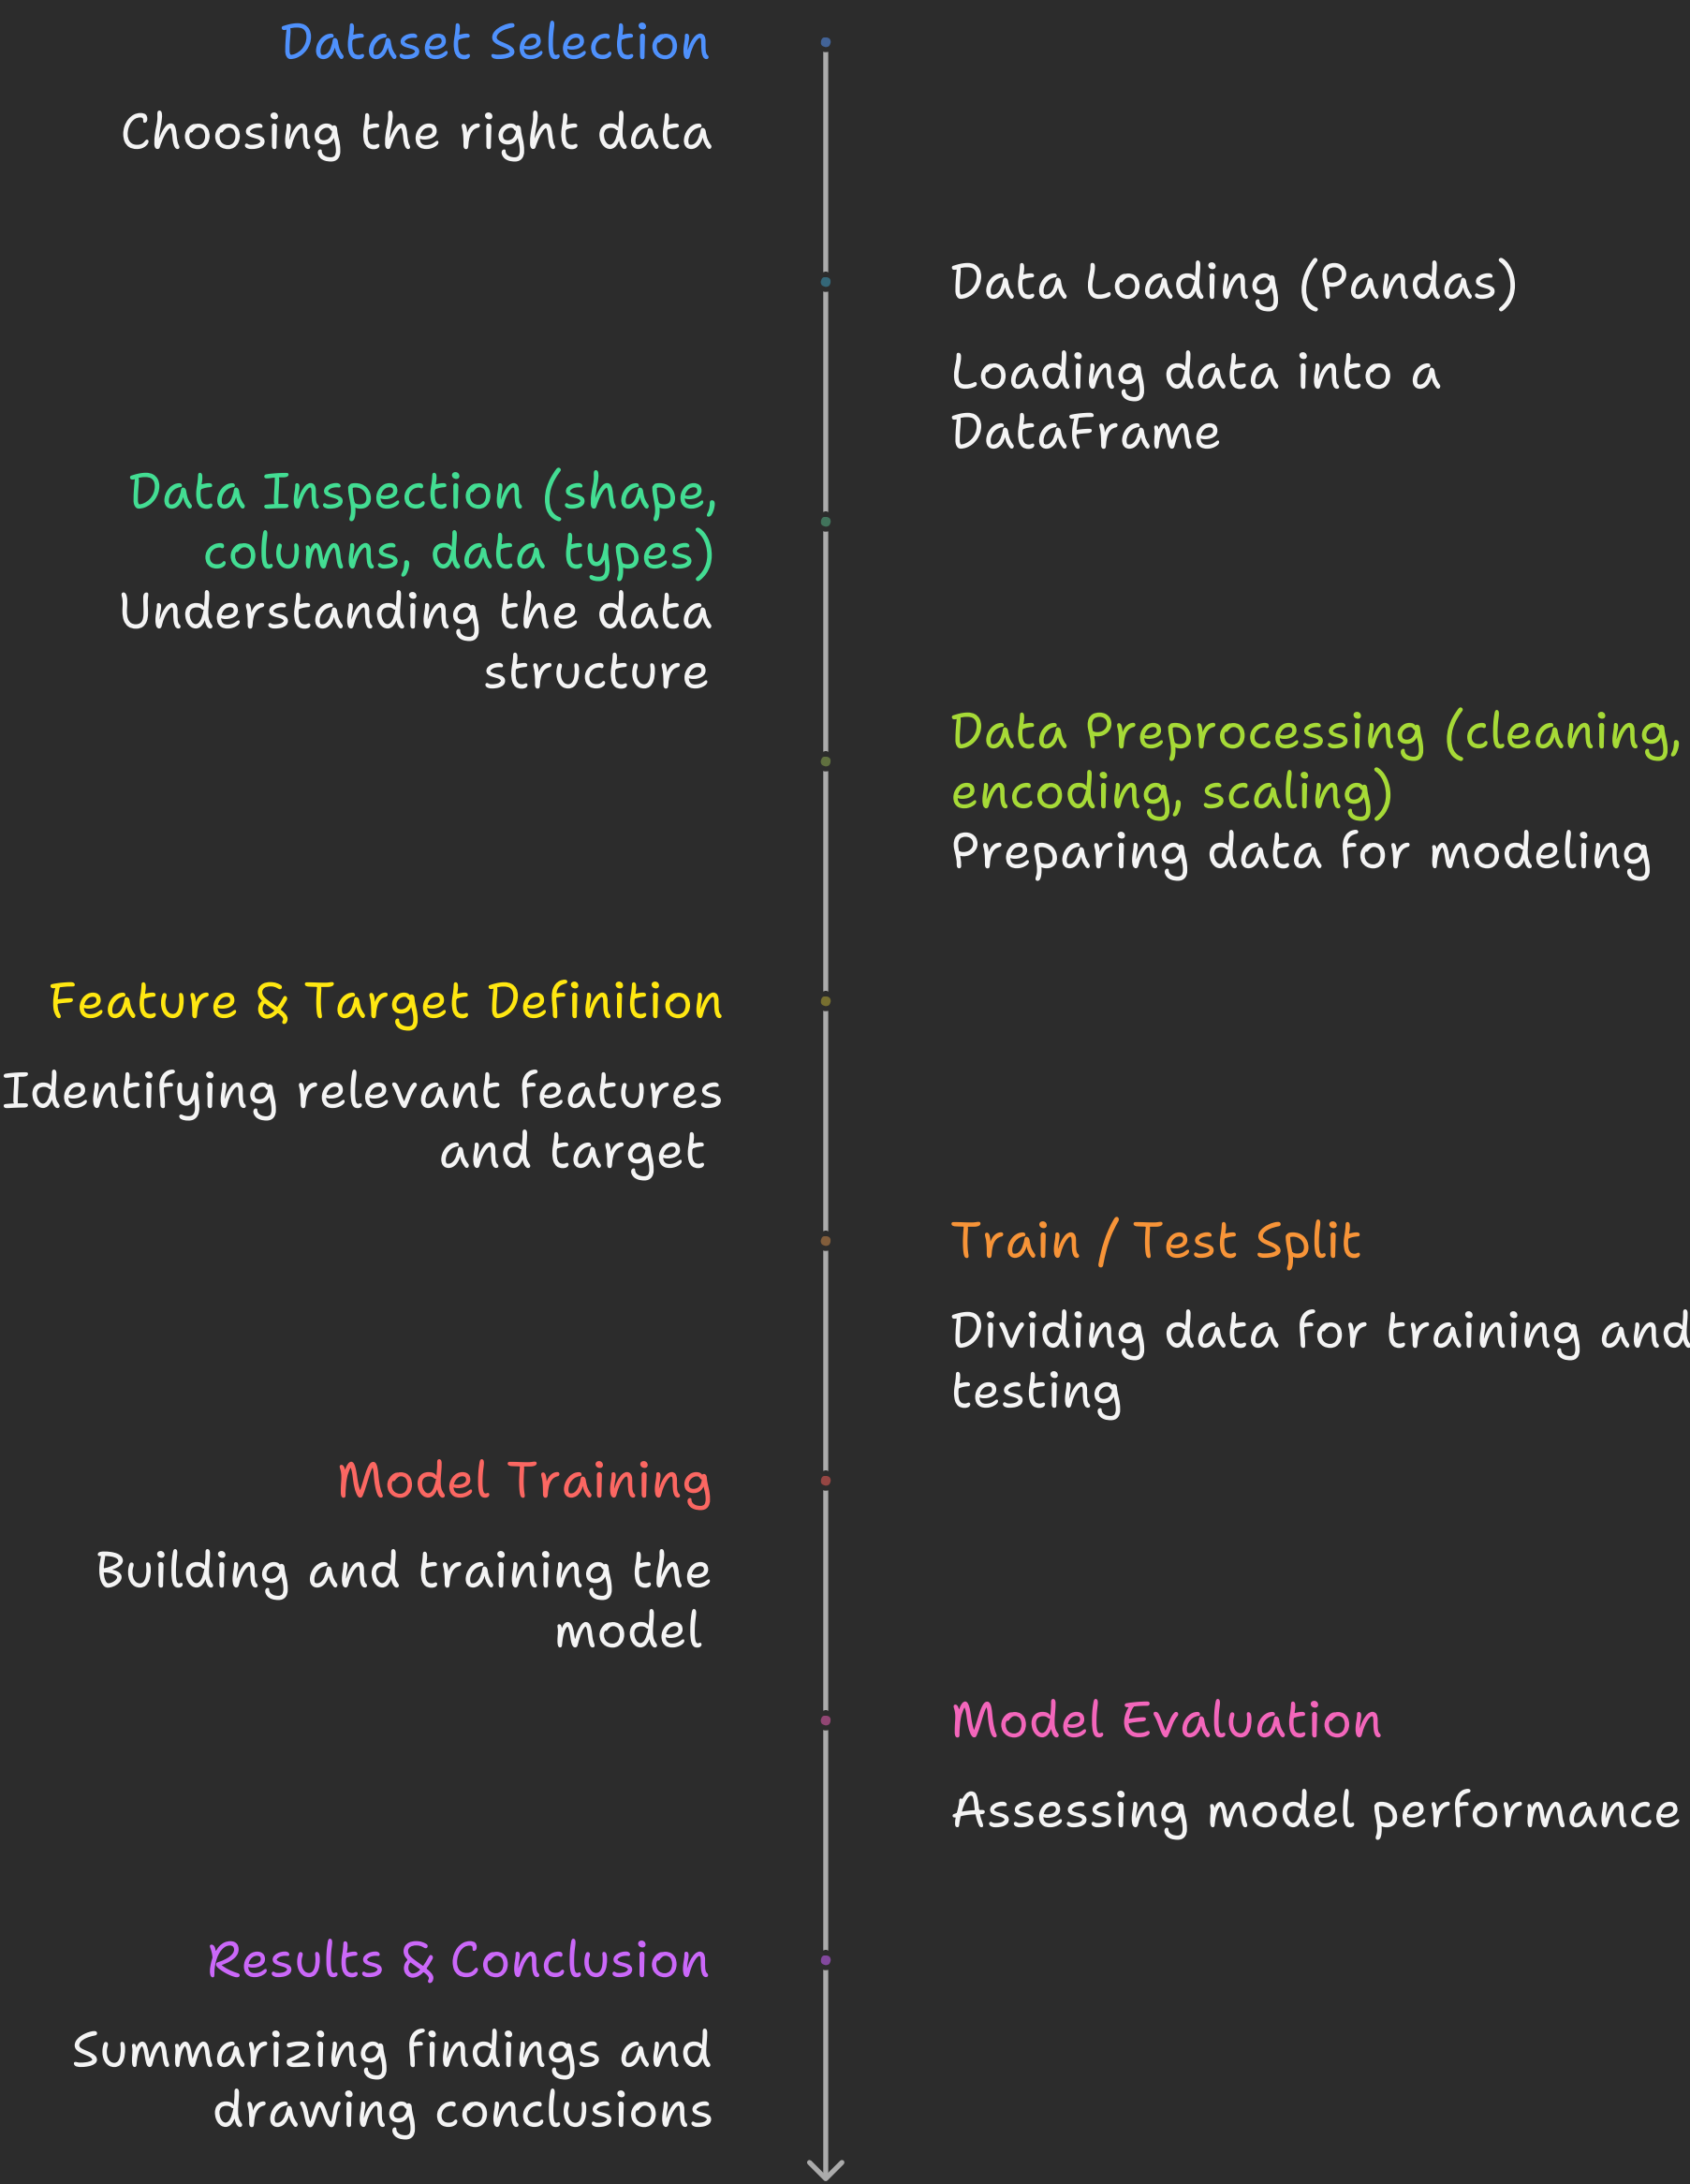 Dataset Selection
Choosing the right data
Data Loading (Pandas)
Loading data into a
DataFrame
Data Inspection (shape,
columns, data types)
Understanding the data
structure
Data Preprocessing (cleaning,
encoding, scaling)
Preparing data for modeling
Feature & Target Definition
Identifying relevant features
and target
Train / Test Split
Dividing data for training and
testing
Model Training
Building and training the
model
Model Evaluation
Assessing model performance
Results & Conclusion
Summarizing findings and
drawing conclusions